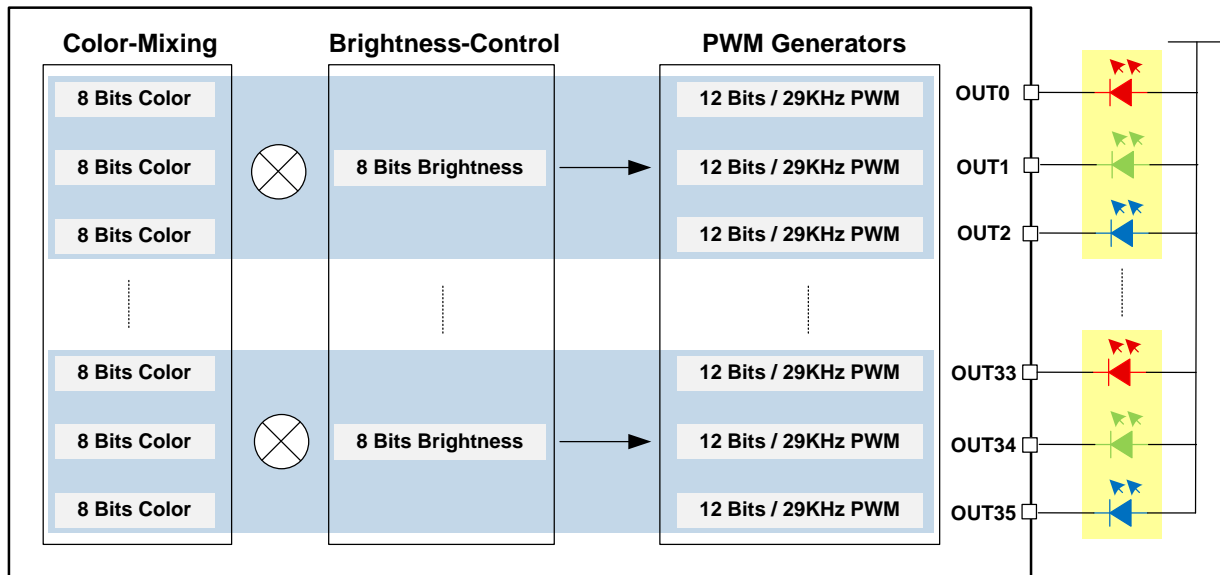 Color-Mixing Brightness-Control PWM Generators
8 Bits Color 12 Bits / 29KHz PWM OUT0
8 Bits Color 8 Bits Brightness 12 Bits / 29KHz PWM OUT1
8 Bits Color 12 Bits / 29KHz PWM OUT2
8 Bits Color 12 Bits / 29KHz PWM OUT33
8 Bits Color 8 Bits Brightness 12 Bits / 29KHz PWM OUT34
8 Bits Color 12 Bits / 29KHz PWM OUT35